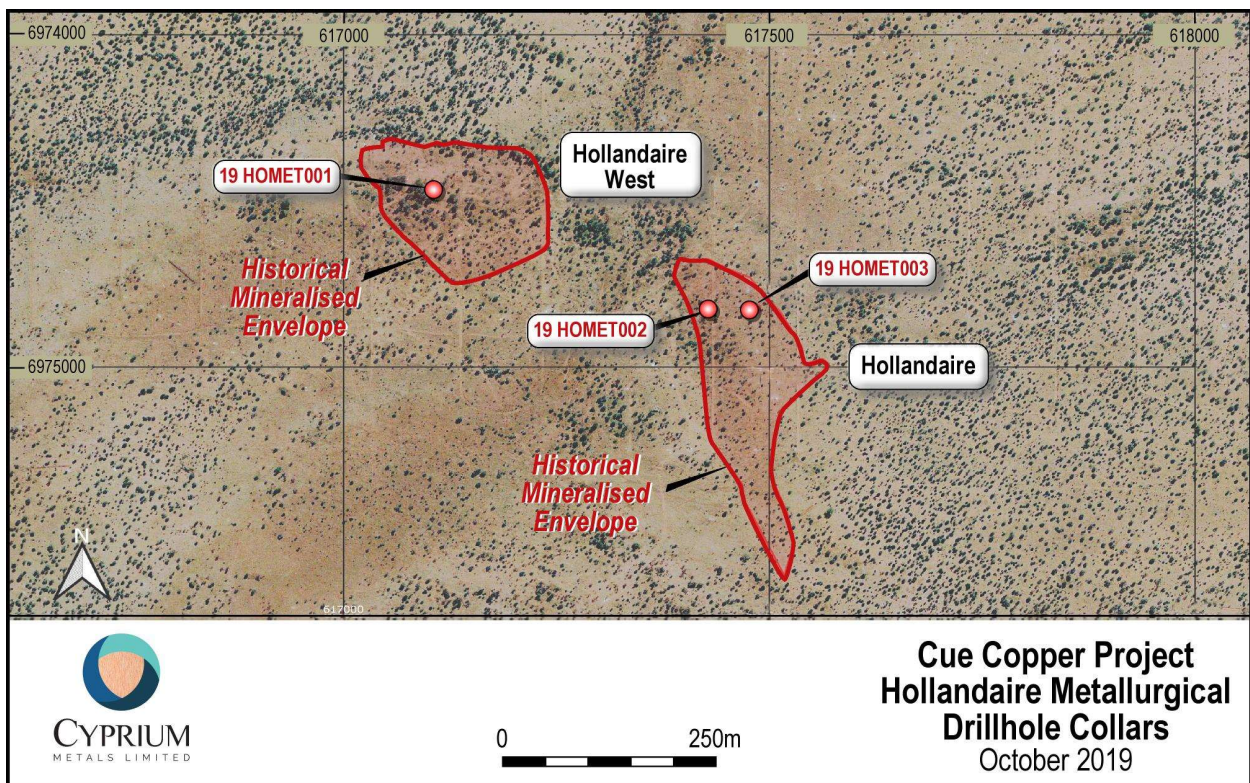 6974000
617000
617500
618000
19 HOMET001
Hollandaire
West
Historical
Mineralised
Envelope
19 HOMET003
19 HOMET002
6975000
Hollandaire
Historical
Mineralised
Envelope
N
617000
CYPRIUM
METALS LIMITED
0
250m
Cue Copper Project
Hollandaire Metallurgical
Drillhole Collars
October 2019